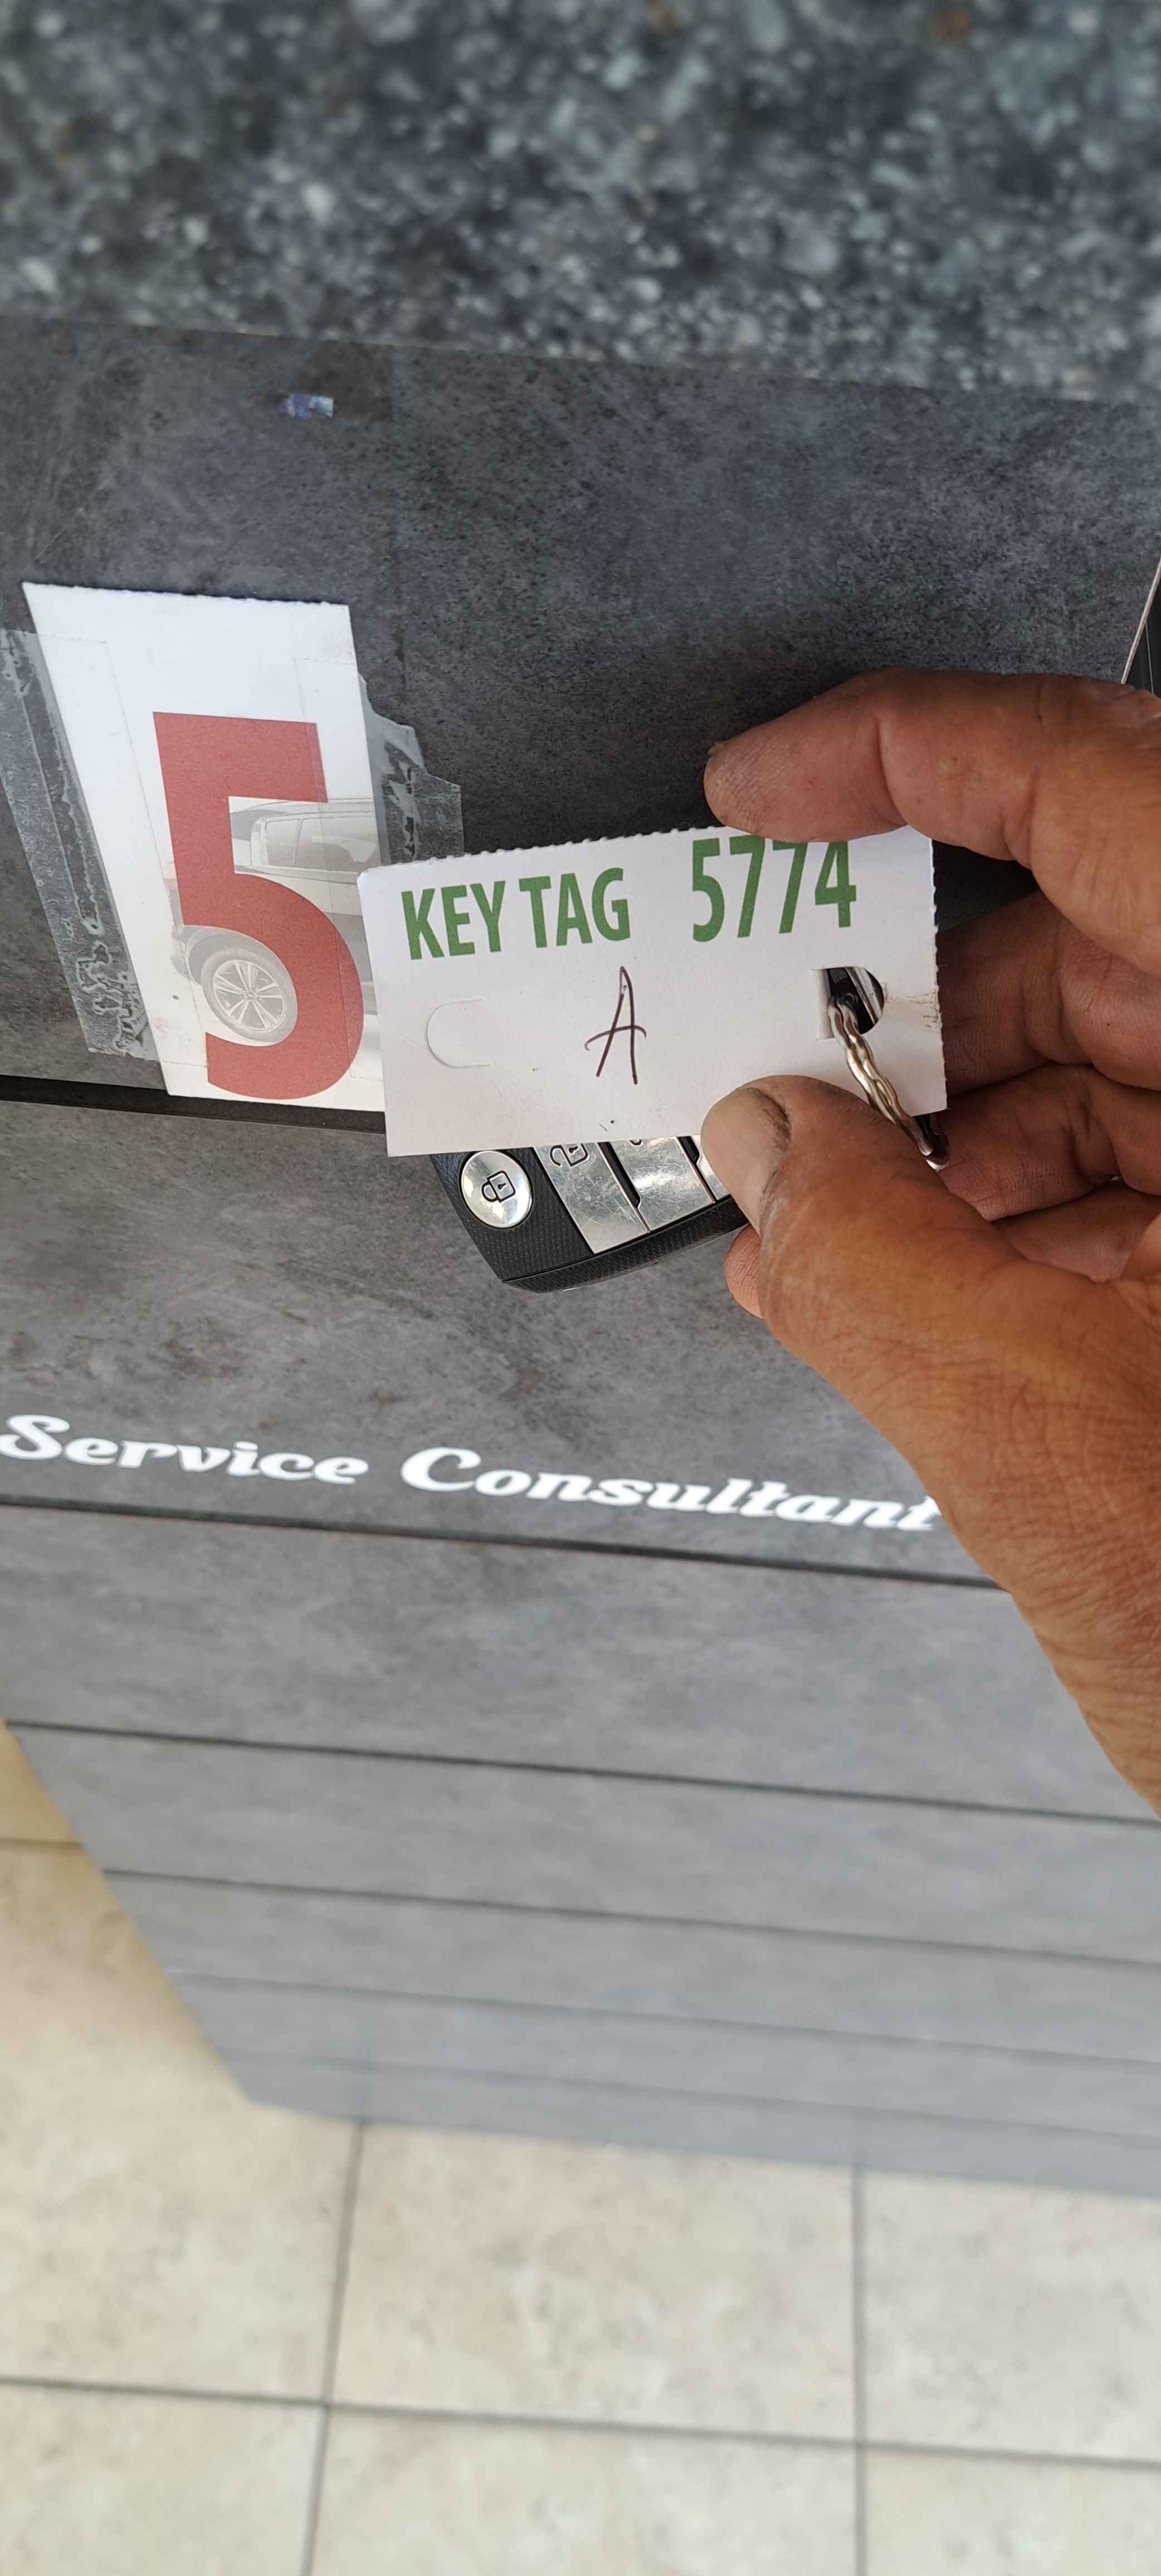 5
KEY TAG 5774
A
Service Consultant